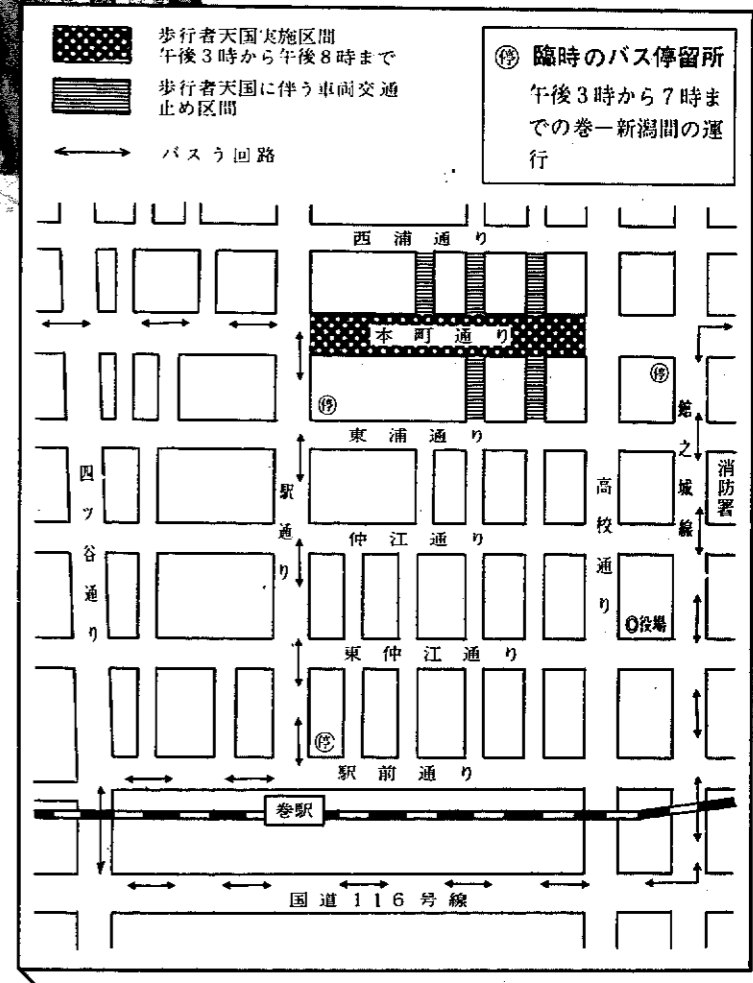 歩行者天国実施区間
午後3時から午後8時まで
歩行者天国に伴う車両交通
止め区間
バスう回路
停 臨時のバス停留所
午後3時から7時ま
での巻ー新潟間の運
行
西浦通り
本町通り
停
停
東浦通り
四ツ谷通り
駅通り
高校通り
舘之城線
消防署
仲江通り
役場
東仲江通り
停
駅前通り
巻駅
国道116号線